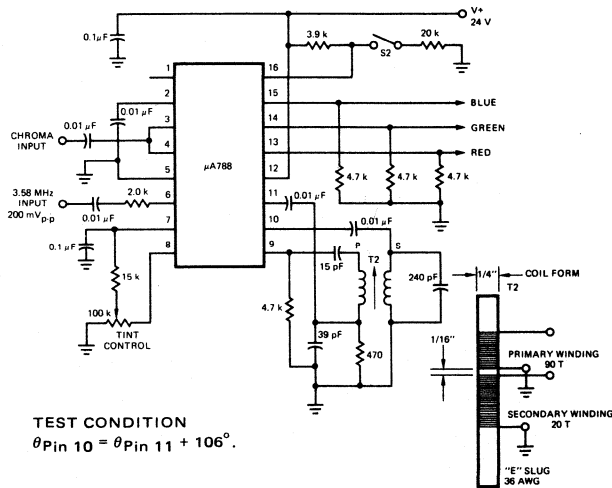 V+
24 V
0.1µF
3.9 k
S2
20 k
1
16
2
15
BLUE
0.01 µF
0.01 µF
3
14
GREEN
CHROMA
INPUT
4
13
RED
µA788
5
12
4.7 k
4.7 k
4.7 k
3.58 MHz
INPUT
200 mVp-p
0.01 µF
2.0 k
6
11
0.01 µF
7
10
0.01 µF
0.1 µF
8
9
P
S
15 pF
T2
240 pF
15 k
100 k
TINT
CONTROL
4.7 k
39 pF
470
1/4"
COIL FORM
T2
1/16"
PRIMARY WINDING
90 T
SECONDARY WINDING
20 T
"E" SLUG
36 AWG
TEST CONDITION
θPin 10 = θPin 11 + 106°.